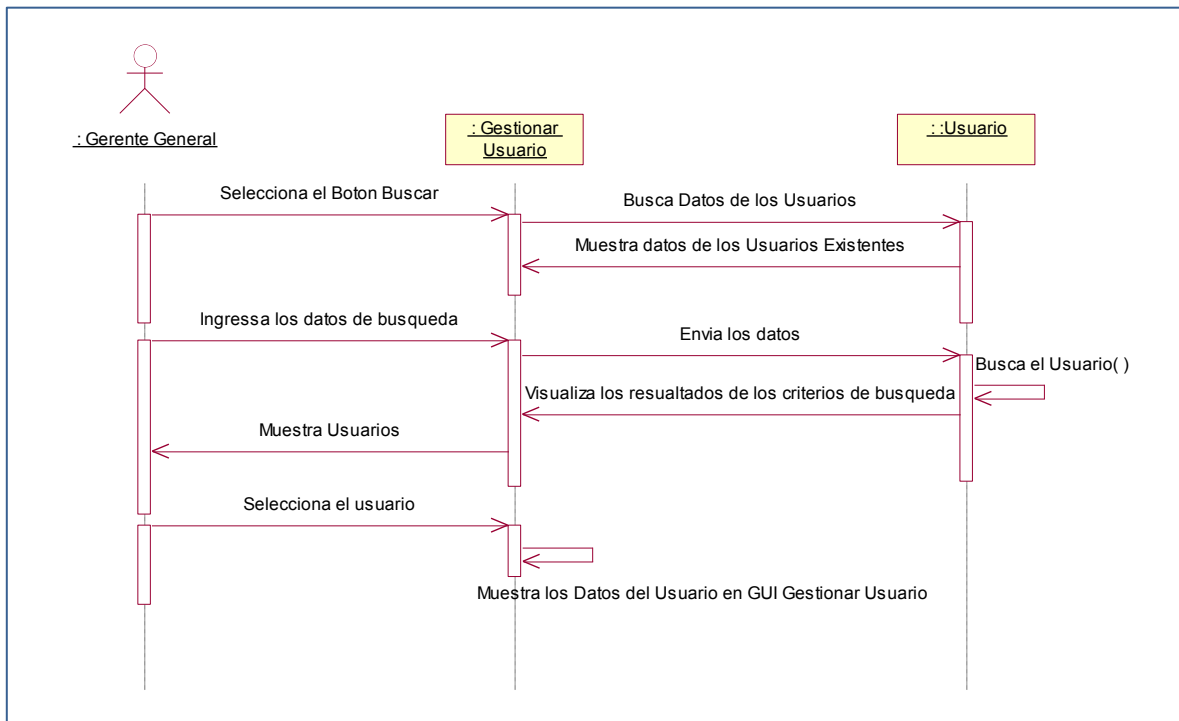 : Gerente General
: Gestionar
Usuario
: :Usuario
Selecciona el Boton Buscar
Busca Datos de los Usuarios
Muestra datos de los Usuarios Existentes
Ingressa los datos de busqueda
Envia los datos
Busca el Usuario( )
Visualiza los resualtados de los criterios de busqueda
Muestra Usuarios
Selecciona el usuario
Muestra los Datos del Usuario en GUI Gestionar Usuario